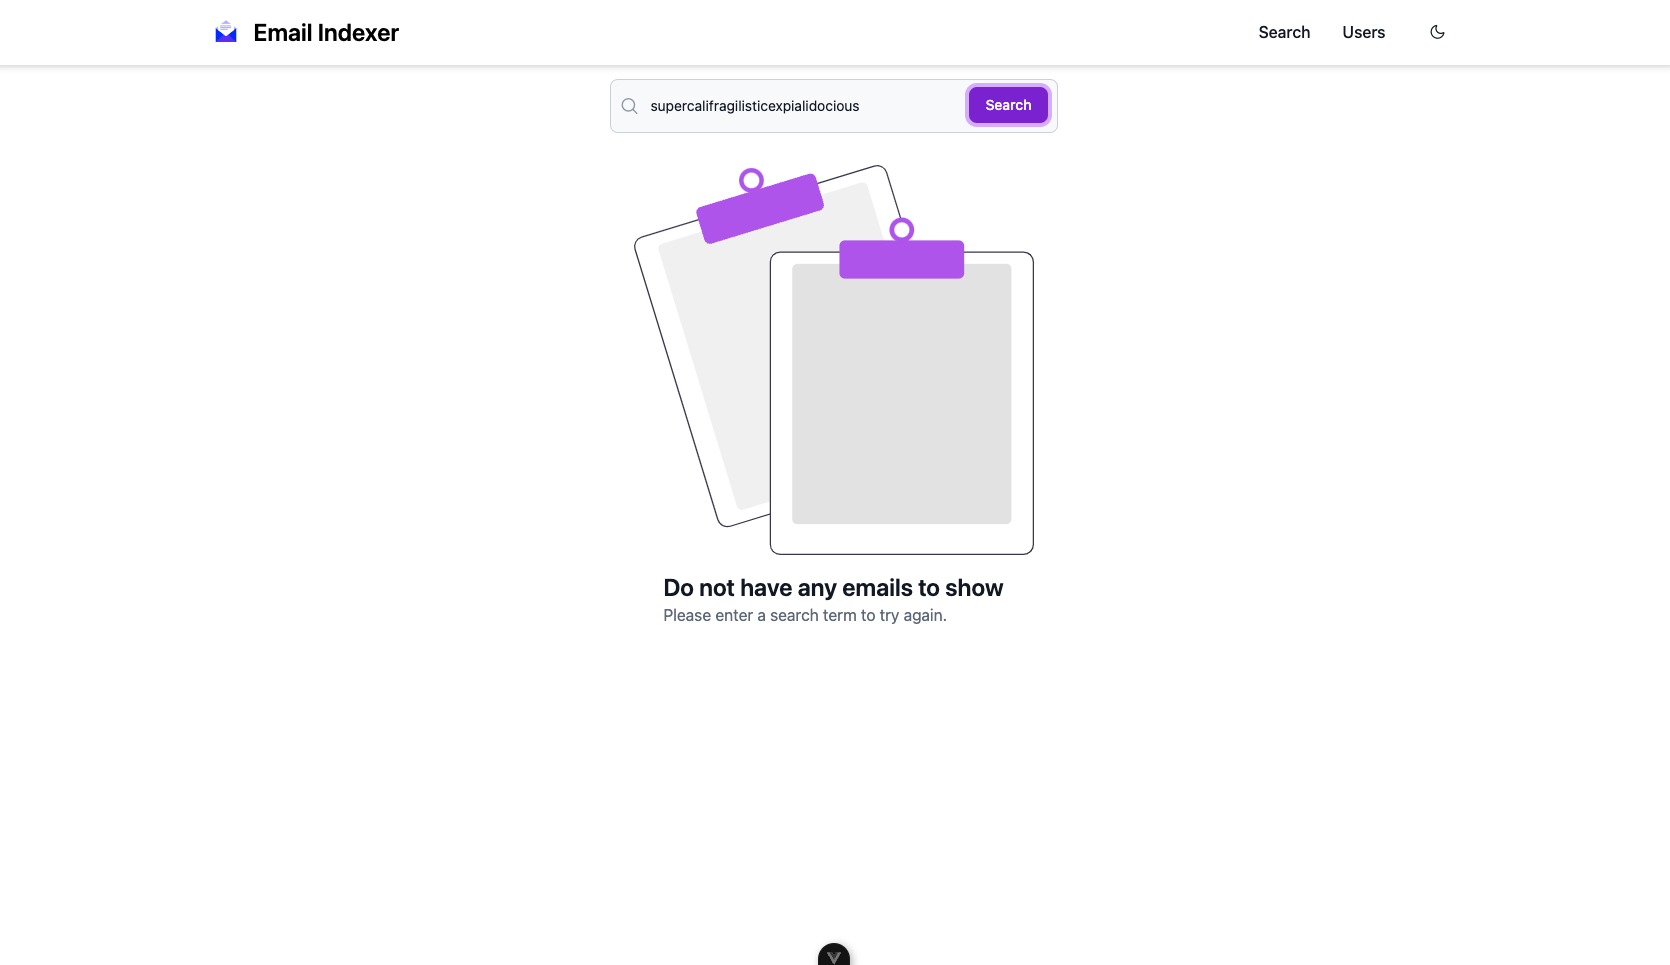 Email Indexer
Search
Users
supercalifragilisticexpialidocious
Search
Do not have any emails to show
Please enter a search term to try again.